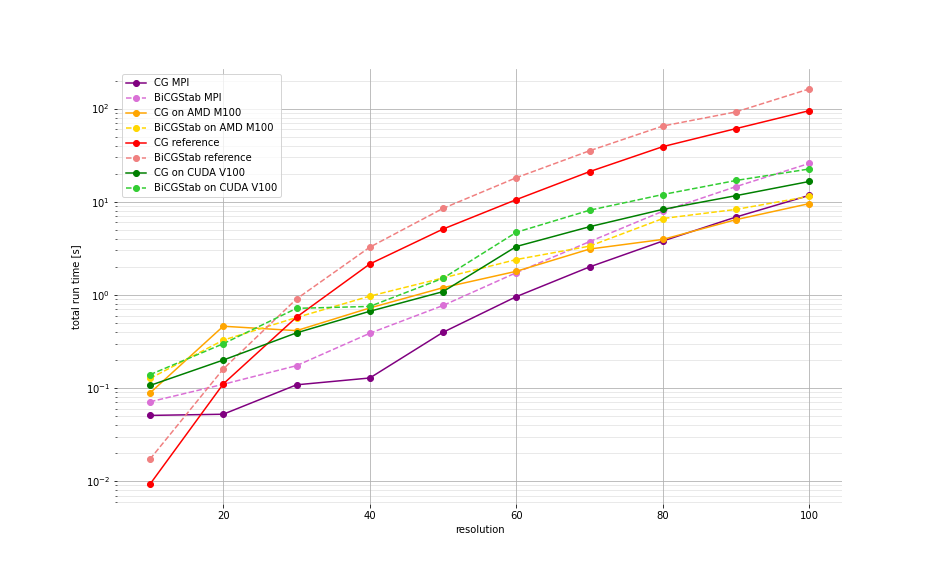 CG MPI
BiCGStab MPI
CG on AMD M100
BiCGStab on AMD M100
CG reference
BiCGStab reference
CG on CUDA V100
BiCGStab on CUDA V100
total run time [s]
10²
10¹
10⁰
10⁻¹
10⁻²
20 40 60 80 100
resolution